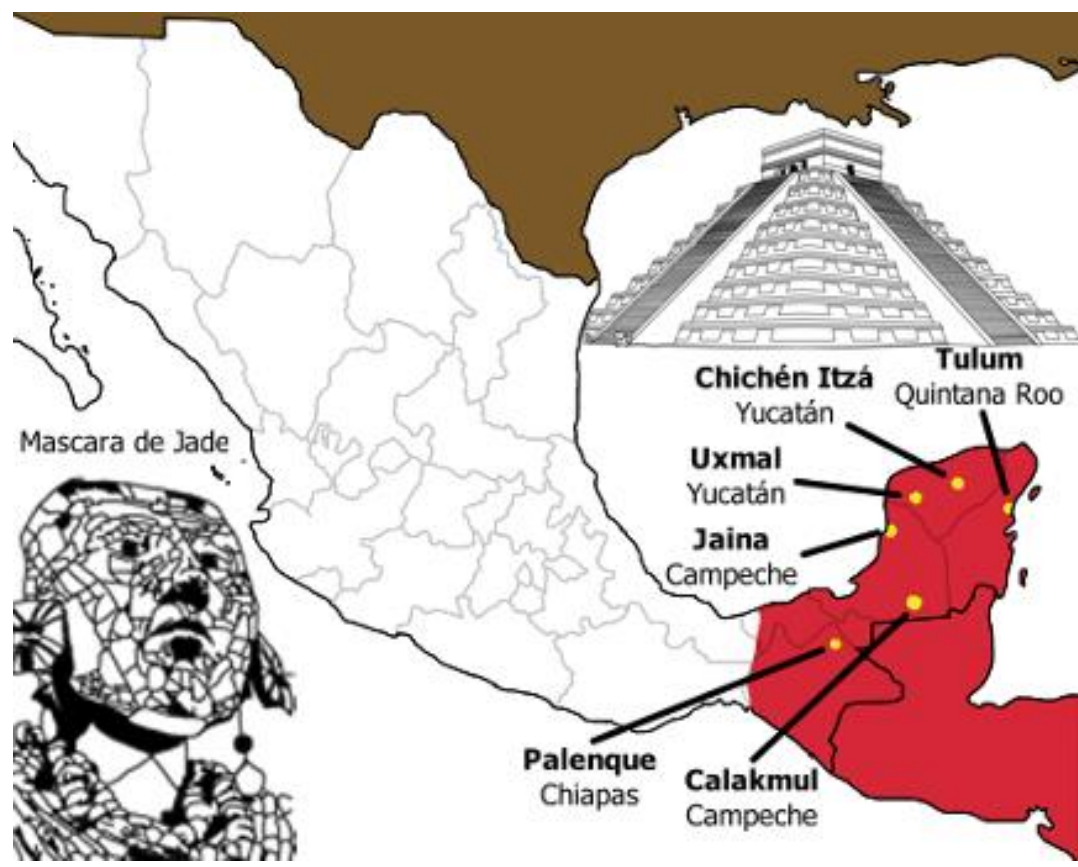 Tulum
Quintana Roo
Chichén Itzá
Yucatán
Mascara de Jade
Uxmal
Yucatán
Jaina
Campeche
Palenque
Chiapas
Calakmul
Campeche